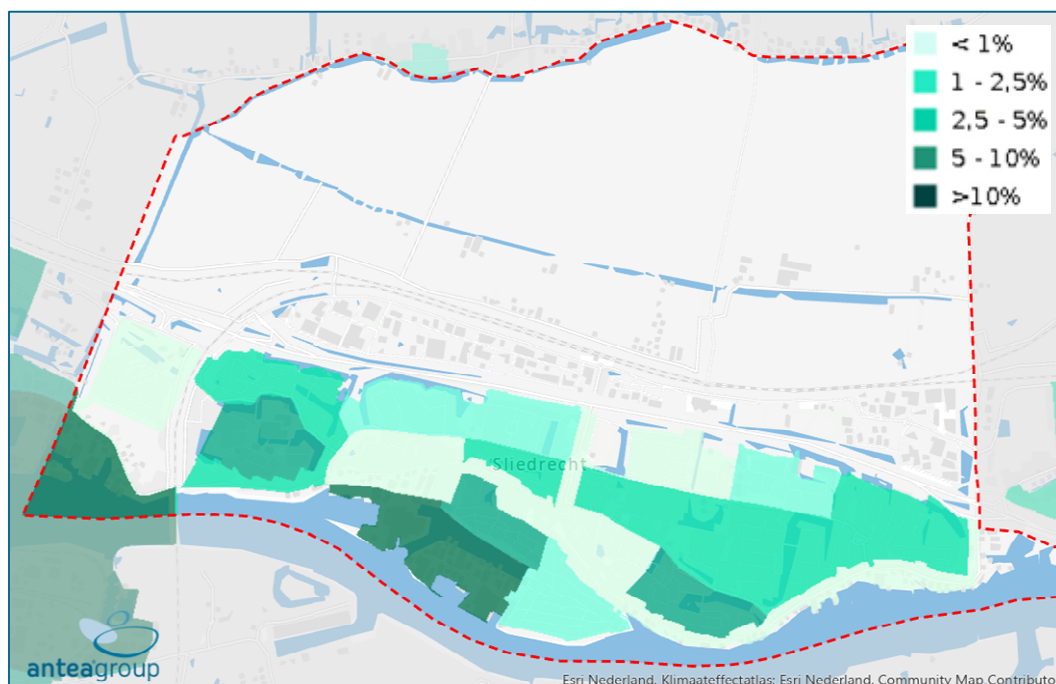 < 1%
1 - 2,5%
2,5 - 5%
5 - 10%
>10%
Sliedrecht
anteagroup
Esri Nederland, Klimaateffectatlas; Esri Nederland, Community Map Contributo